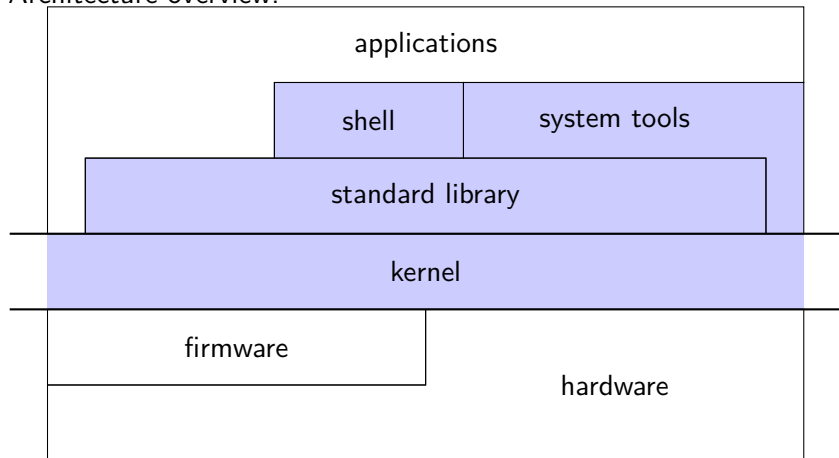 Architecture overview:
applications
shell
system tools
standard library
kernel
firmware
hardware